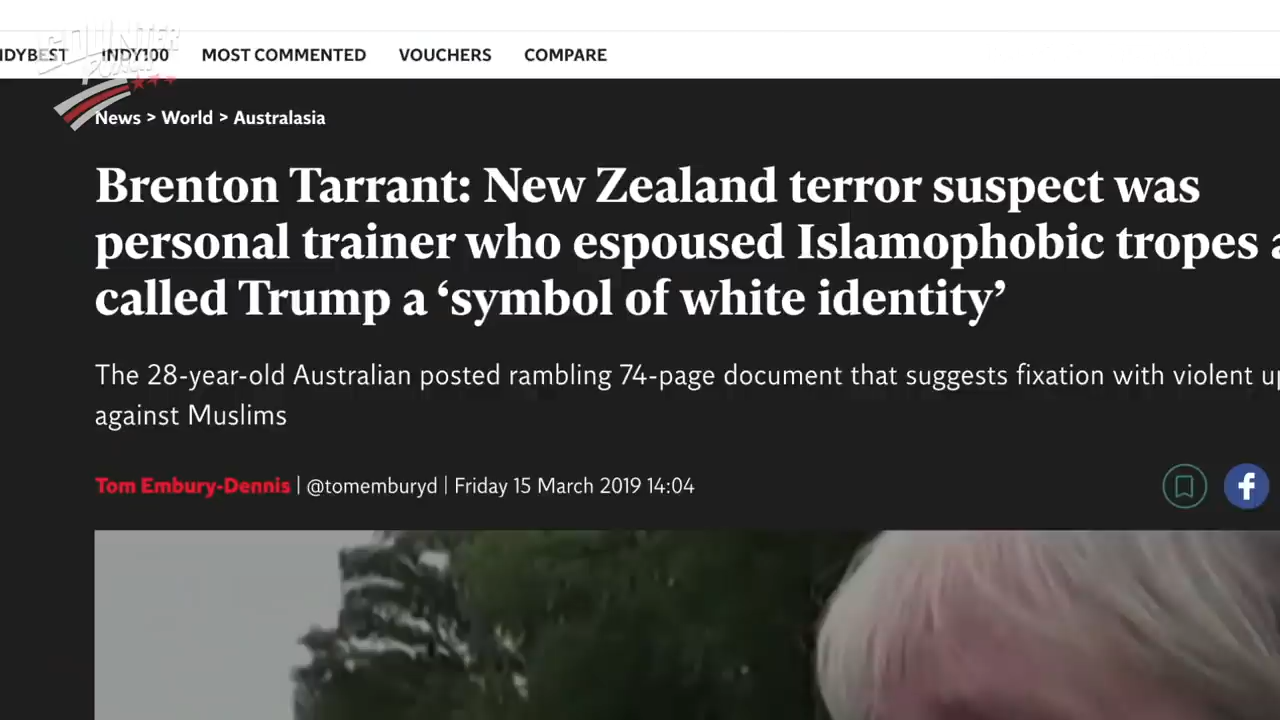 NDYBEST INDY100 MOST COMMENTED VOUCHERS COMPARE
COUNTER
News > World > Australasia
Brenton Tarrant: New Zealand terror suspect was
personal trainer who espoused Islamophobic tropes a
called Trump a ‘symbol of white identity’
The 28-year-old Australian posted rambling 74-page document that suggests fixation with violent up
against Muslims
Tom Embury-Dennis | @tomemburyd | Friday 15 March 2019 14:04